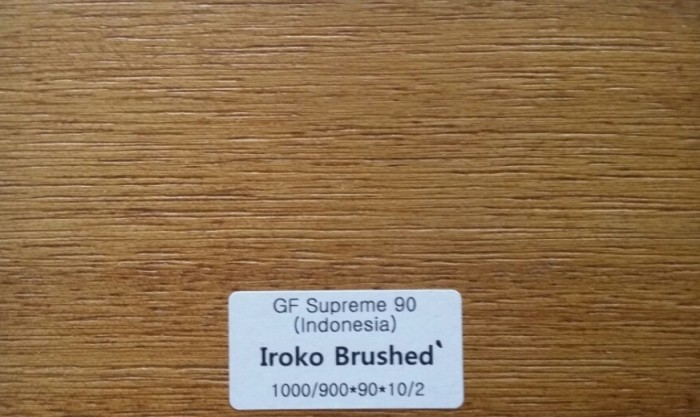 GF Supreme 90
(Indonesia)
Iroko Brushed`
1000/900*90*10/2